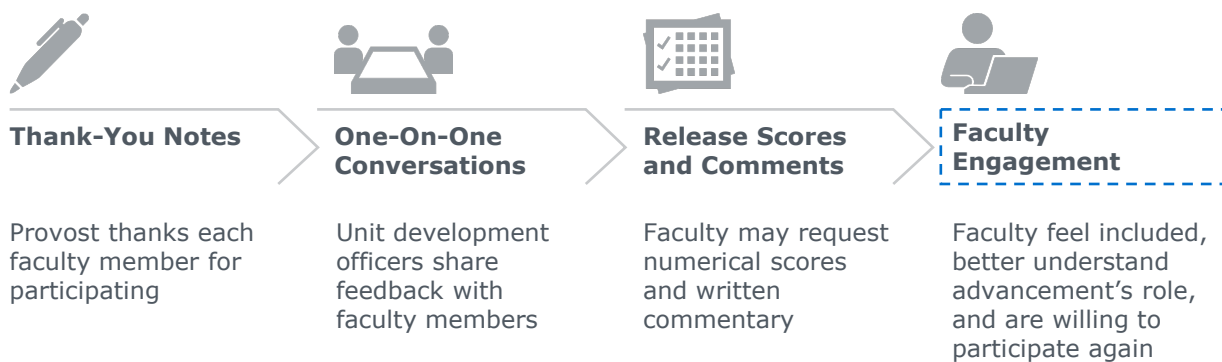 Thank-You Notes
One-On-One
Conversations
Release Scores
and Comments
Faculty
Engagement
Provost thanks each
faculty member for
participating
Unit development
officers share
feedback with
faculty members
Faculty may request
numerical scores
and written
commentary
Faculty feel included,
better understand
advancement’s role,
and are willing to
participate again